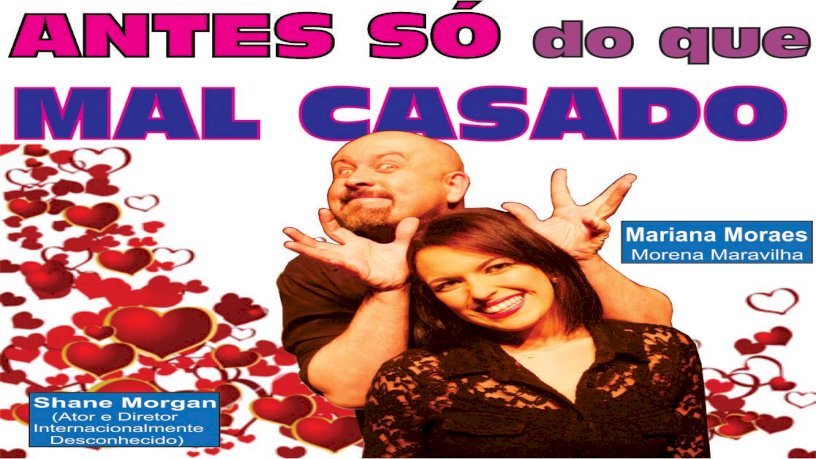 ANTES SÓ do que
MAL CASADO
Mariana Moraes
Morena Maravilha
Shane Morgan
(Ator e Diretor
Internacionalmente
Desconhecido)